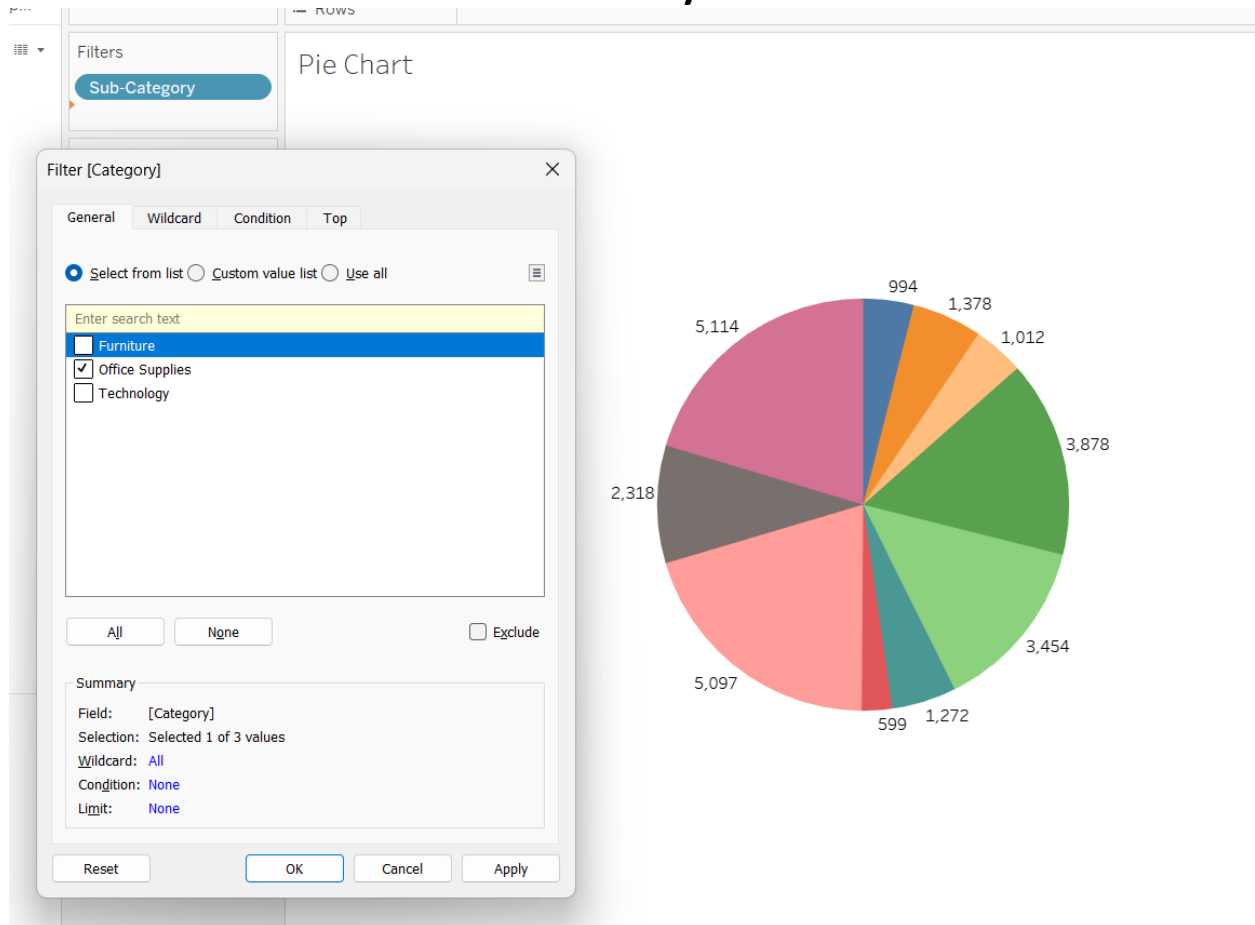 Rows
Filters
Sub-Category
Pie Chart
Filter [Category]
General Wildcard Condition Top
Select from list Custom value list Use all
Enter search text
Furniture
Office Supplies
Technology
All None Exclude
Summary
Field: [Category]
Selection: Selected 1 of 3 values
Wildcard: All
Condition: None
Limit: None
Reset OK Cancel Apply
994
1,378
1,012
5,114
3,878
2,318
3,454
5,097
1,272
599